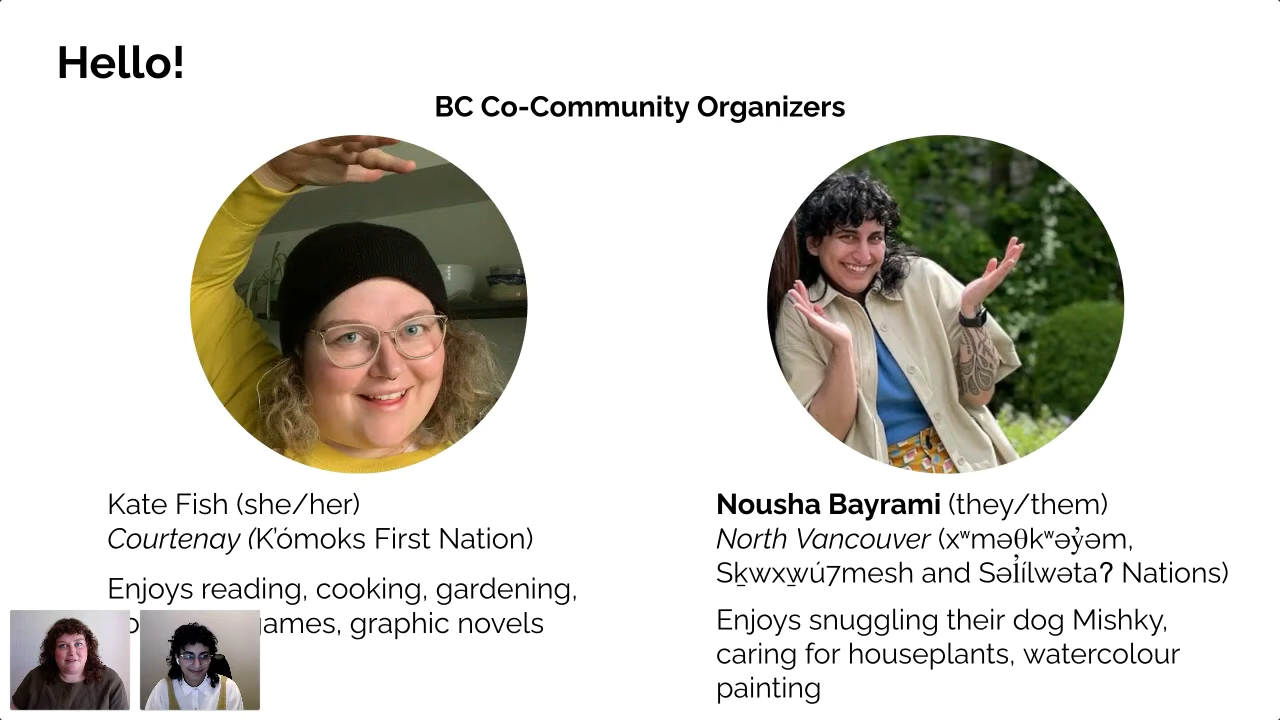 Hello!
BC Co-Community Organizers
Kate Fish (she/her)
Courtenay (K'ómoks First Nation)
Enjoys reading, cooking, gardening,
games, graphic novels
Nousha Bayrami (they/them)
North Vancouver (xʷməθkʷəy̓əm,
Sḵwx̱wú7mesh and Səl̓ílwətaʔ Nations)
Enjoys snuggling their dog Mishky,
caring for houseplants, watercolour
painting